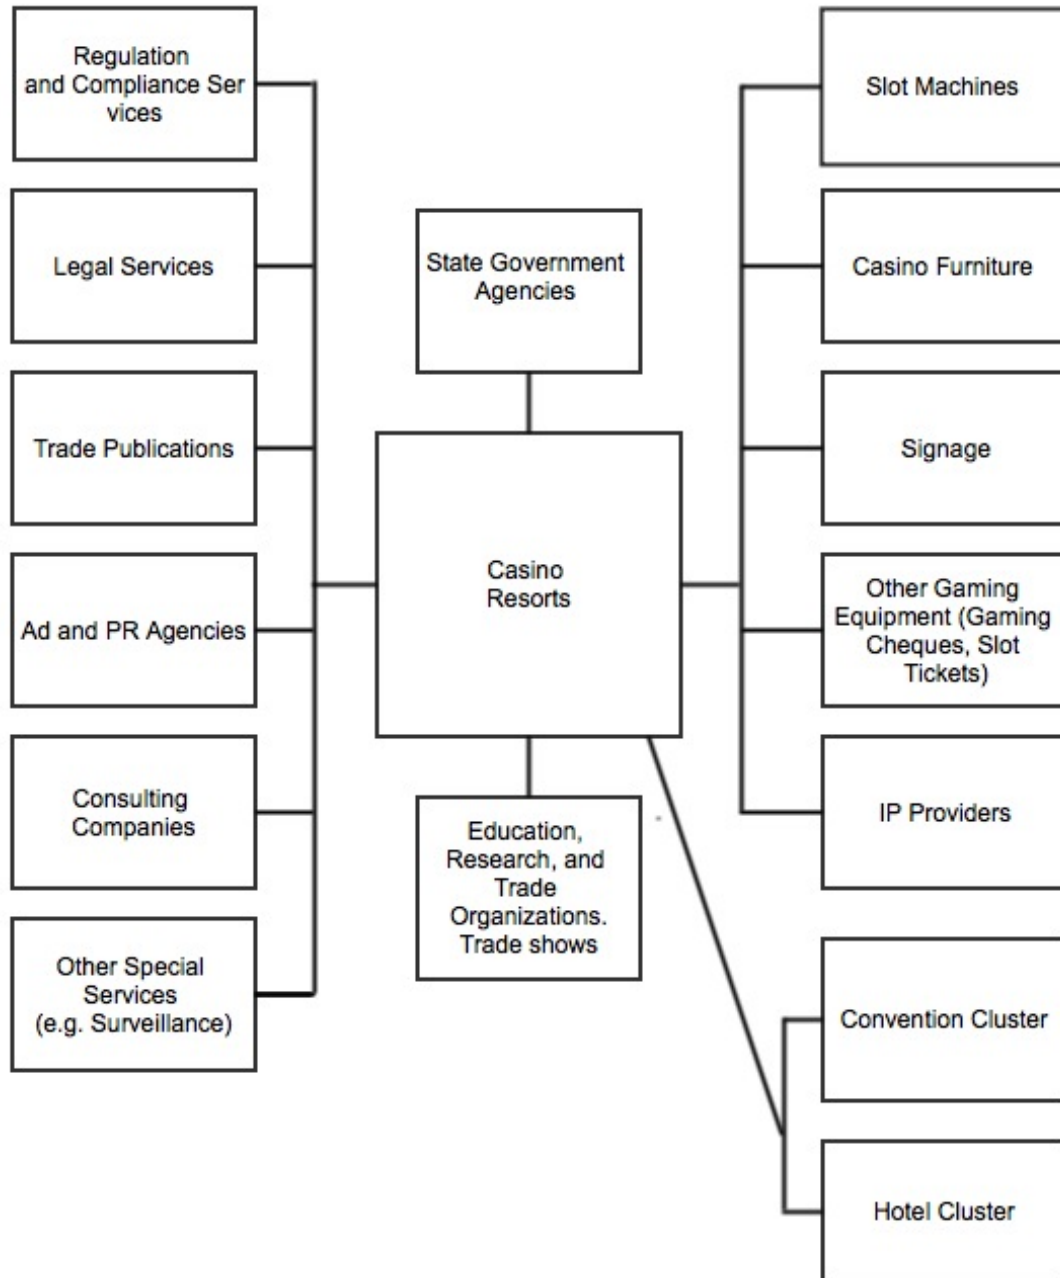 Regulation
and Compliance Ser
vices
Legal Services
Trade Publications
Ad and PR Agencies
Consulting
Companies
Other Special
Services
(e.g. Surveillance)
State Government
Agencies
Casino
Resorts
Education,
Research, and
Trade
Organizations.
Trade shows
Slot Machines
Casino Furniture
Signage
Other Gaming
Equipment (Gaming
Cheques, Slot
Tickets)
IP Providers
Convention Cluster
Hotel Cluster